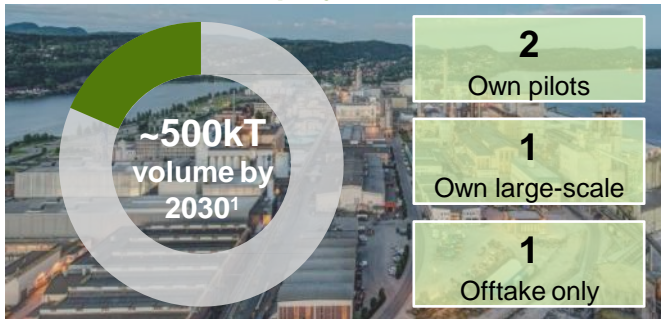 ~500kT
volume by
2030¹
2
Own pilots
1
Own large-scale
1
Offtake only